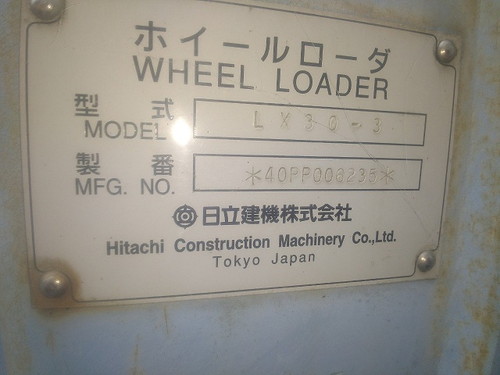 ホイールローダ
WHEEL LOADER
型式
MODEL
LX30-3
製番
MFG. NO.
日立建機株式会社
Hitachi Construction Machinery Co.,Ltd.
Tokyo Japan